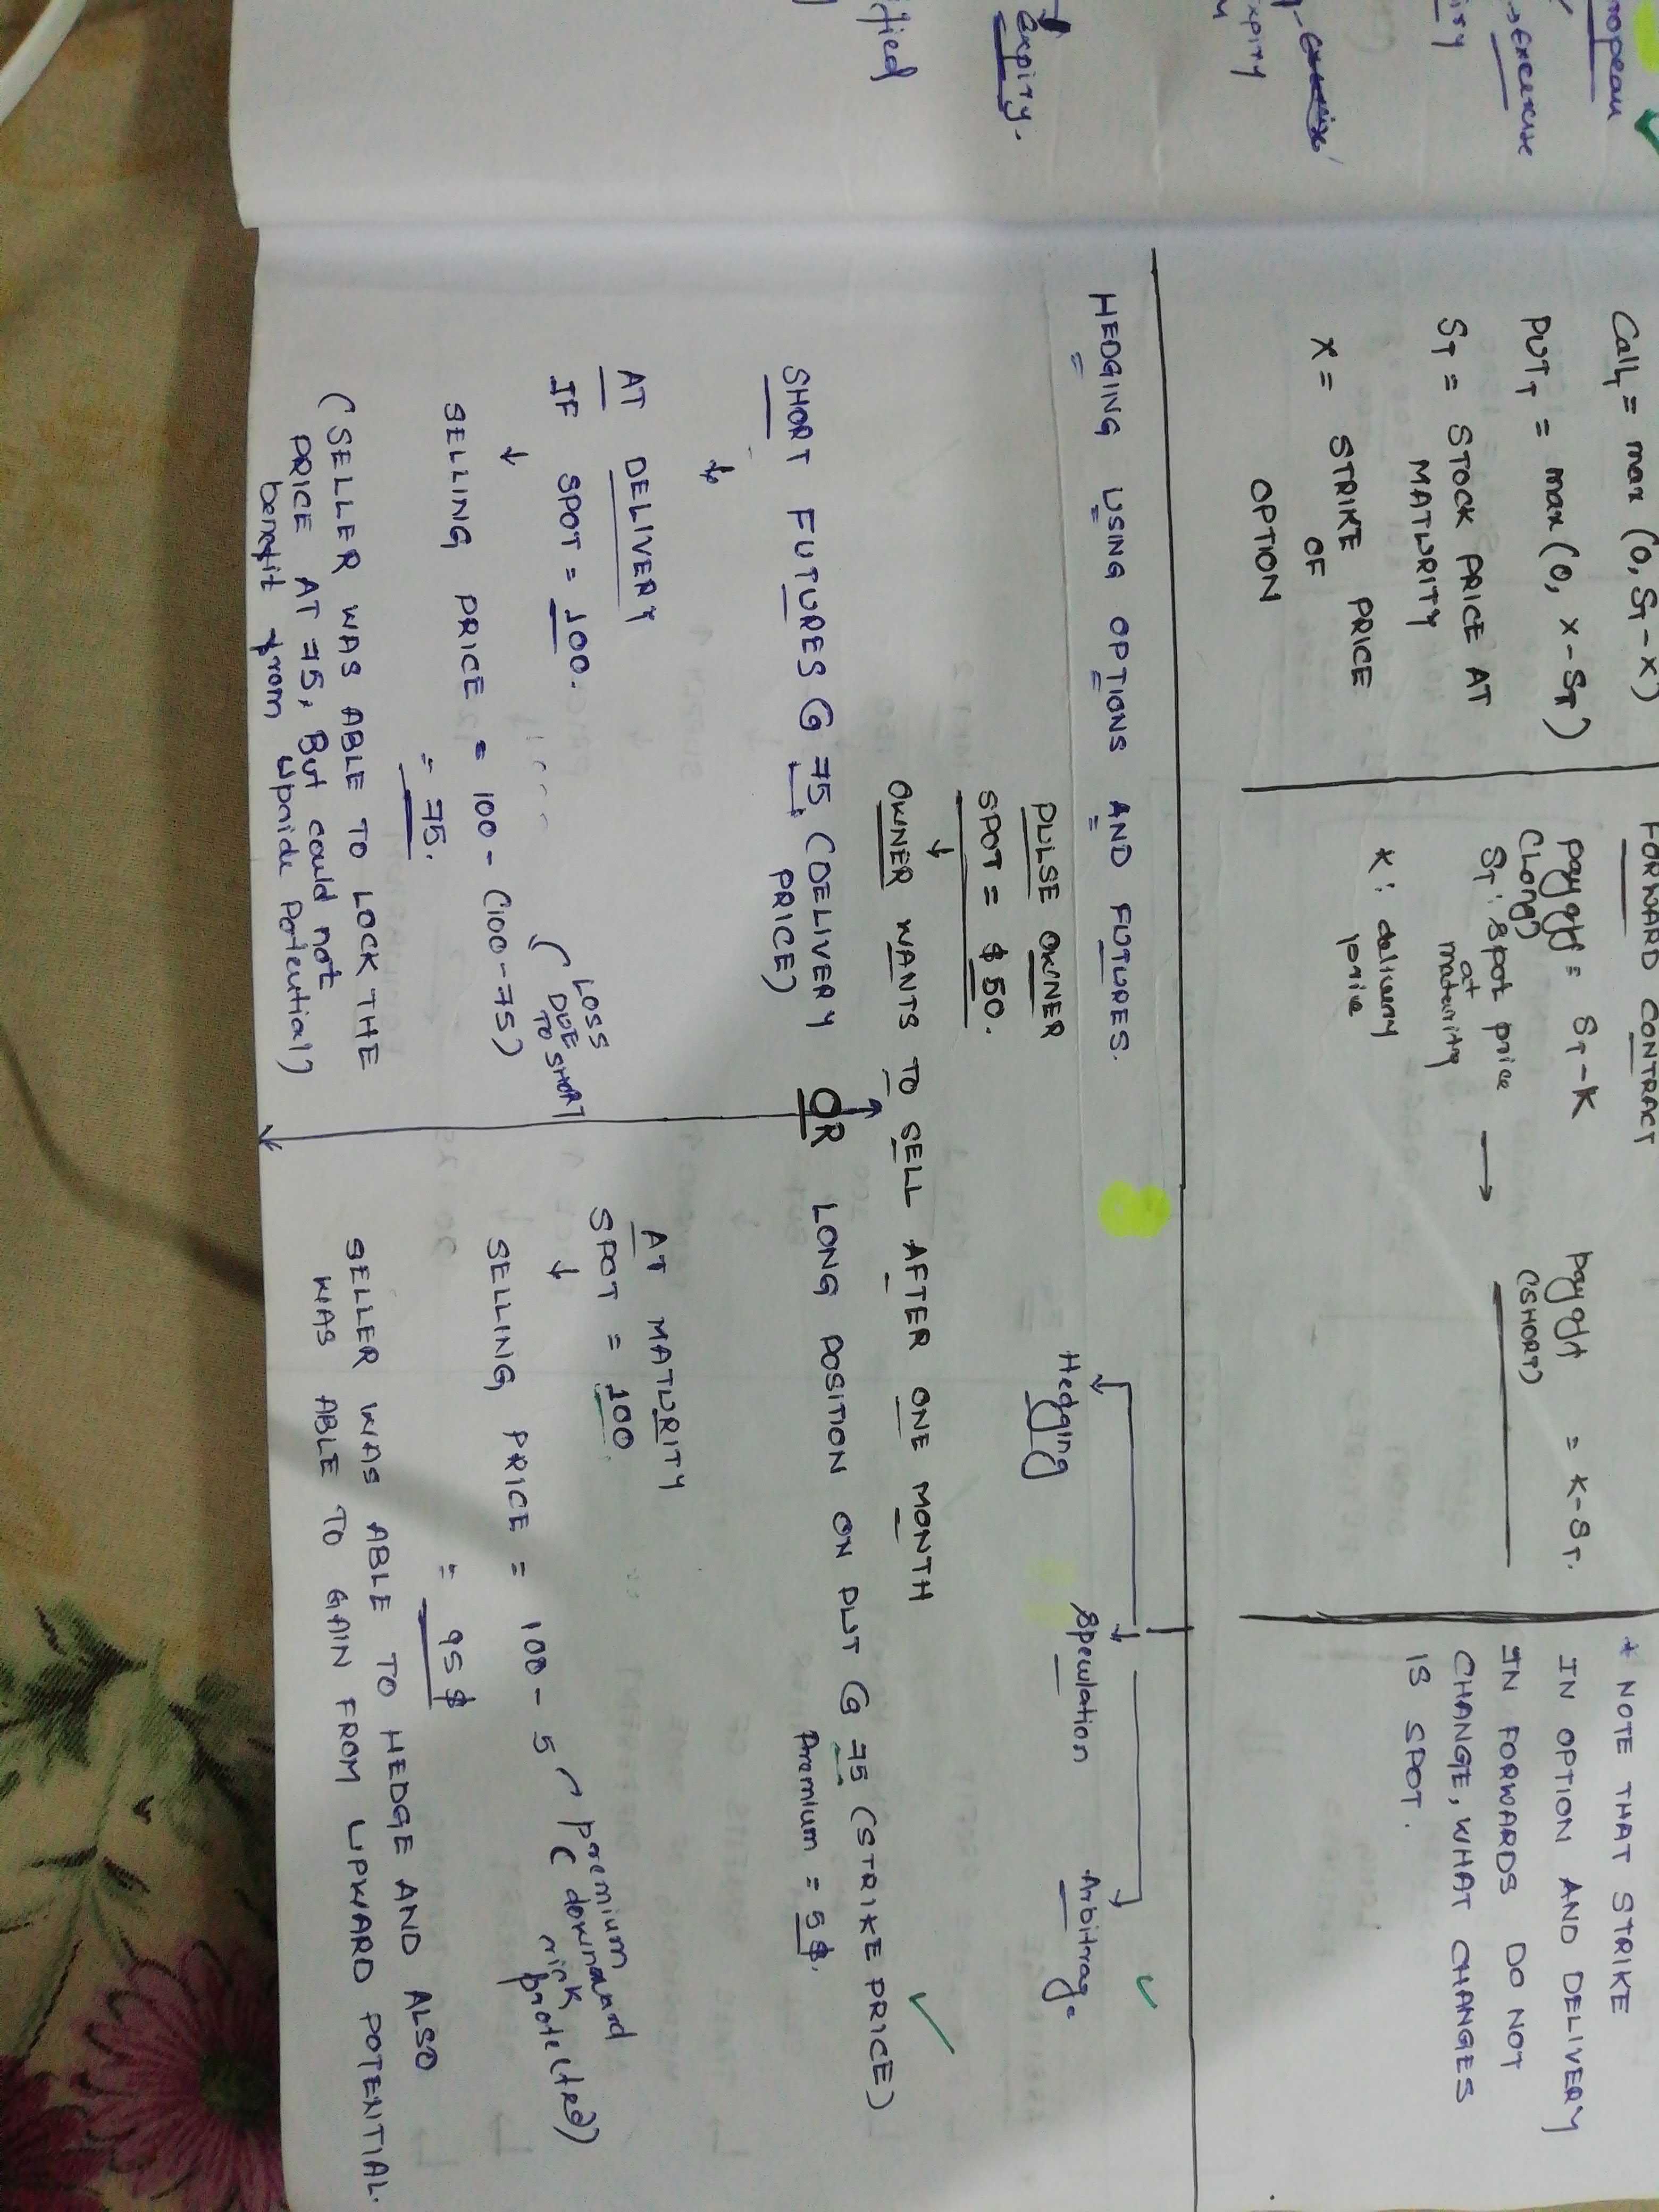 European
→ Exercise
expiry
expiry.
Call_T = max (0, S_T - X)
PUT_T = max (0, X - S_T)
S_T = STOCK PRICE AT
MATURITY
X = STRIKE PRICE
OF
OPTION
FORWARD CONTRACT
payoff = S_T - K
(Long)
S_T : Spot price
at
maturity
K : delivery
price
→
payoff = K - S_T.
(SHORT)
* NOTE THAT STRIKE
IN OPTION AND DELIVERY
IN FORWARDS DO NOT
CHANGE, WHAT CHANGES
IS SPOT.
HEDGING USING OPTIONS AND FUTURES.
Hedging Speculation Arbitrage
PULSE OWNER
SPOT = $ 50.
↓
OWNER WANTS TO SELL AFTER ONE MONTH
SHORT FUTURES @ 75 (DELIVERY
PRICE)
OR
LONG POSITION ON PUT @ 75 (STRIKE PRICE)
Premium = 5$.
↓
AT DELIVERY
IF SPOT = 100.
↓
SELLING PRICE = 100 - (100-75)
LOSS
DUE
TO SHORT
= 75.
(SELLER WAS ABLE TO LOCK THE
PRICE AT 75, But could not
benefit from upside Potential)
AT MATURITY
SPOT = 100
↓
SELLING PRICE = 100 - 5
premium
(downward
risk
protected)
= 95 $
SELLER WAS ABLE TO HEDGE AND ALSO
WAS ABLE TO GAIN FROM UPWARD POTENTIAL.